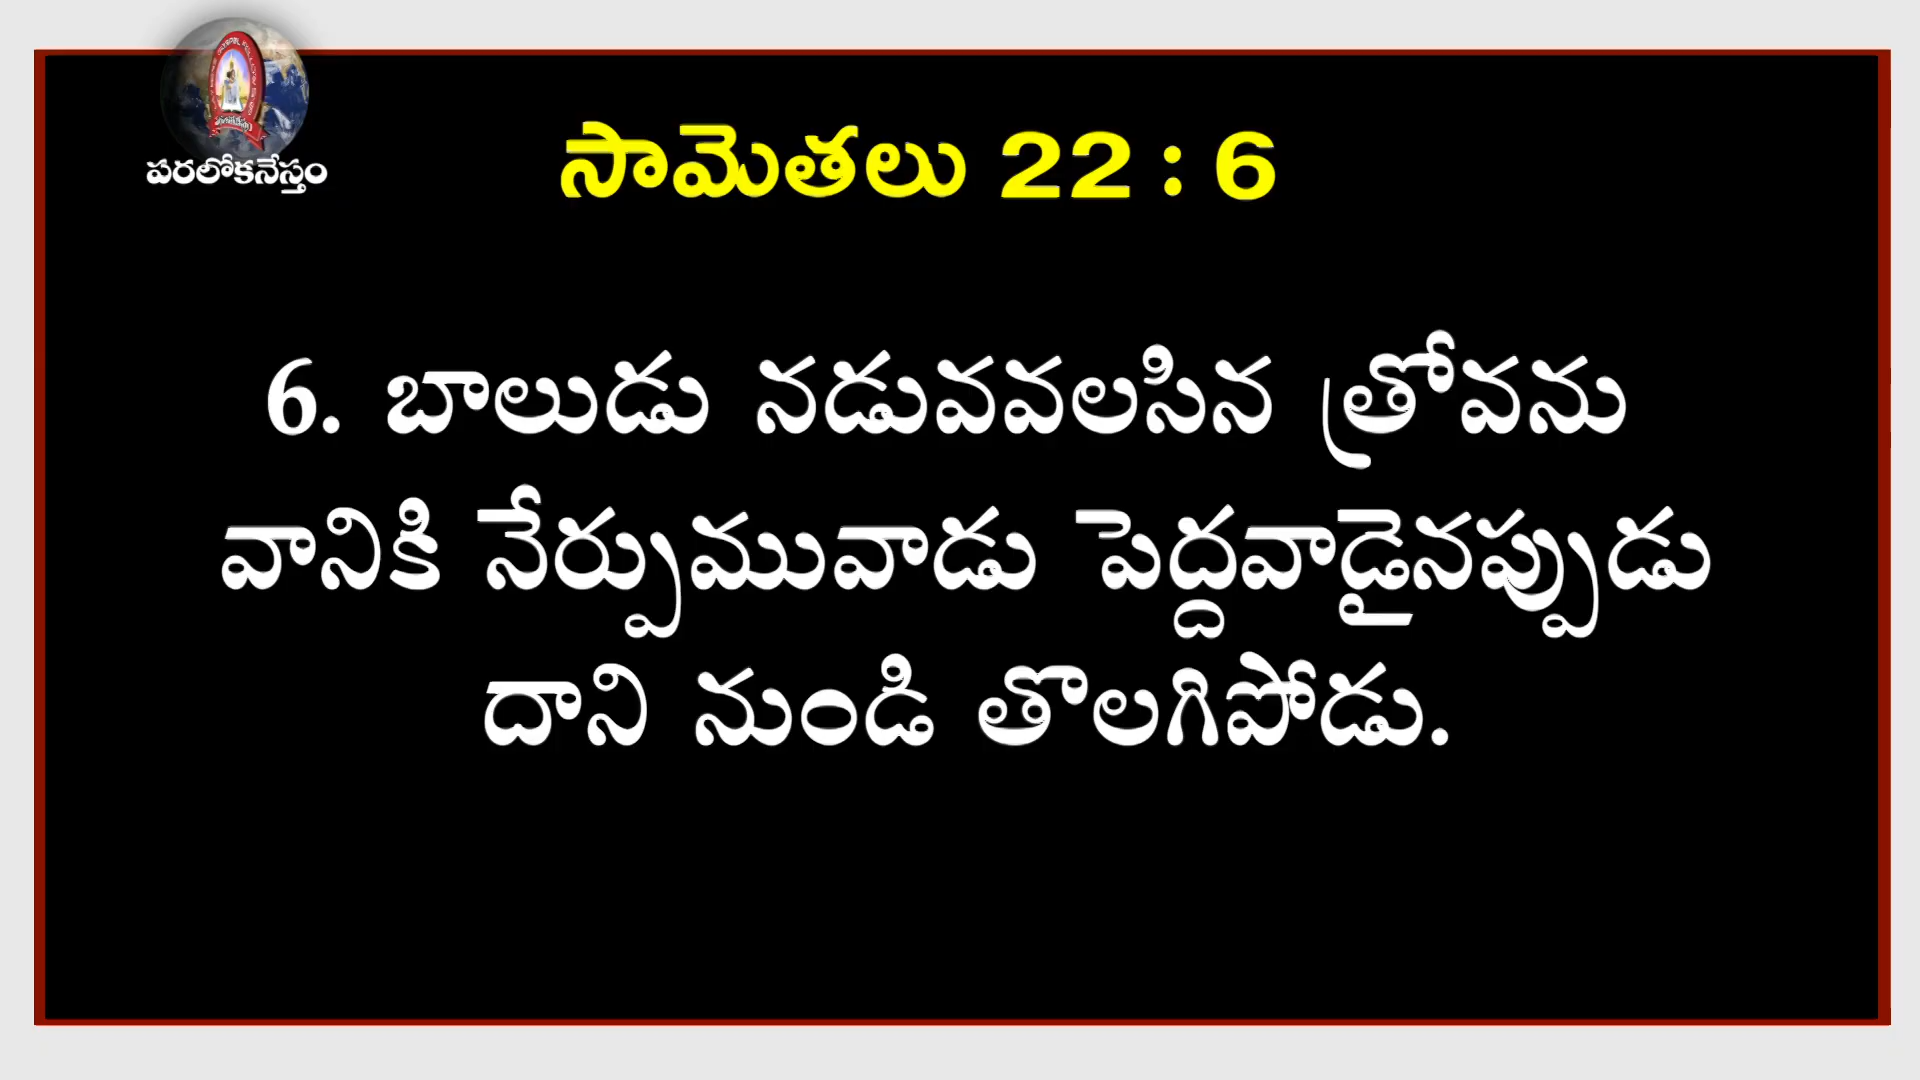 పరలోకనేస్తం
సామెతలు 22 : 6
6. బాలుడు నడువవలసిన త్రోవను
వానికి నేర్పుమువాడు పెద్దవాడైనప్పుడు
దాని నుండి తొలగిపోడు.